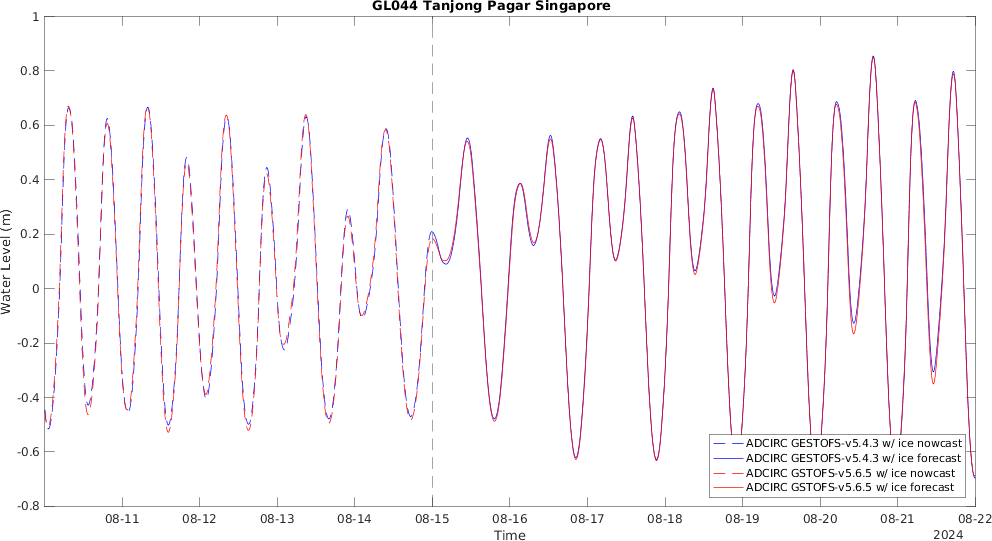 GL044 Tanjong Pagar Singapore
1
0.8
0.6
0.4
0.2
0
-0.2
-0.4
-0.6
-0.8
Water Level (m)
ADCIRC GESTOFS-v5.4.3 w/ ice nowcast
ADCIRC GESTOFS-v5.4.3 w/ ice forecast
ADCIRC GSTOFS-v5.6.5 w/ ice nowcast
ADCIRC GSTOFS-v5.6.5 w/ ice forecast
08-11 08-12 08-13 08-14 08-15 08-16 08-17 08-18 08-19 08-20 08-21 08-22
Time
2024